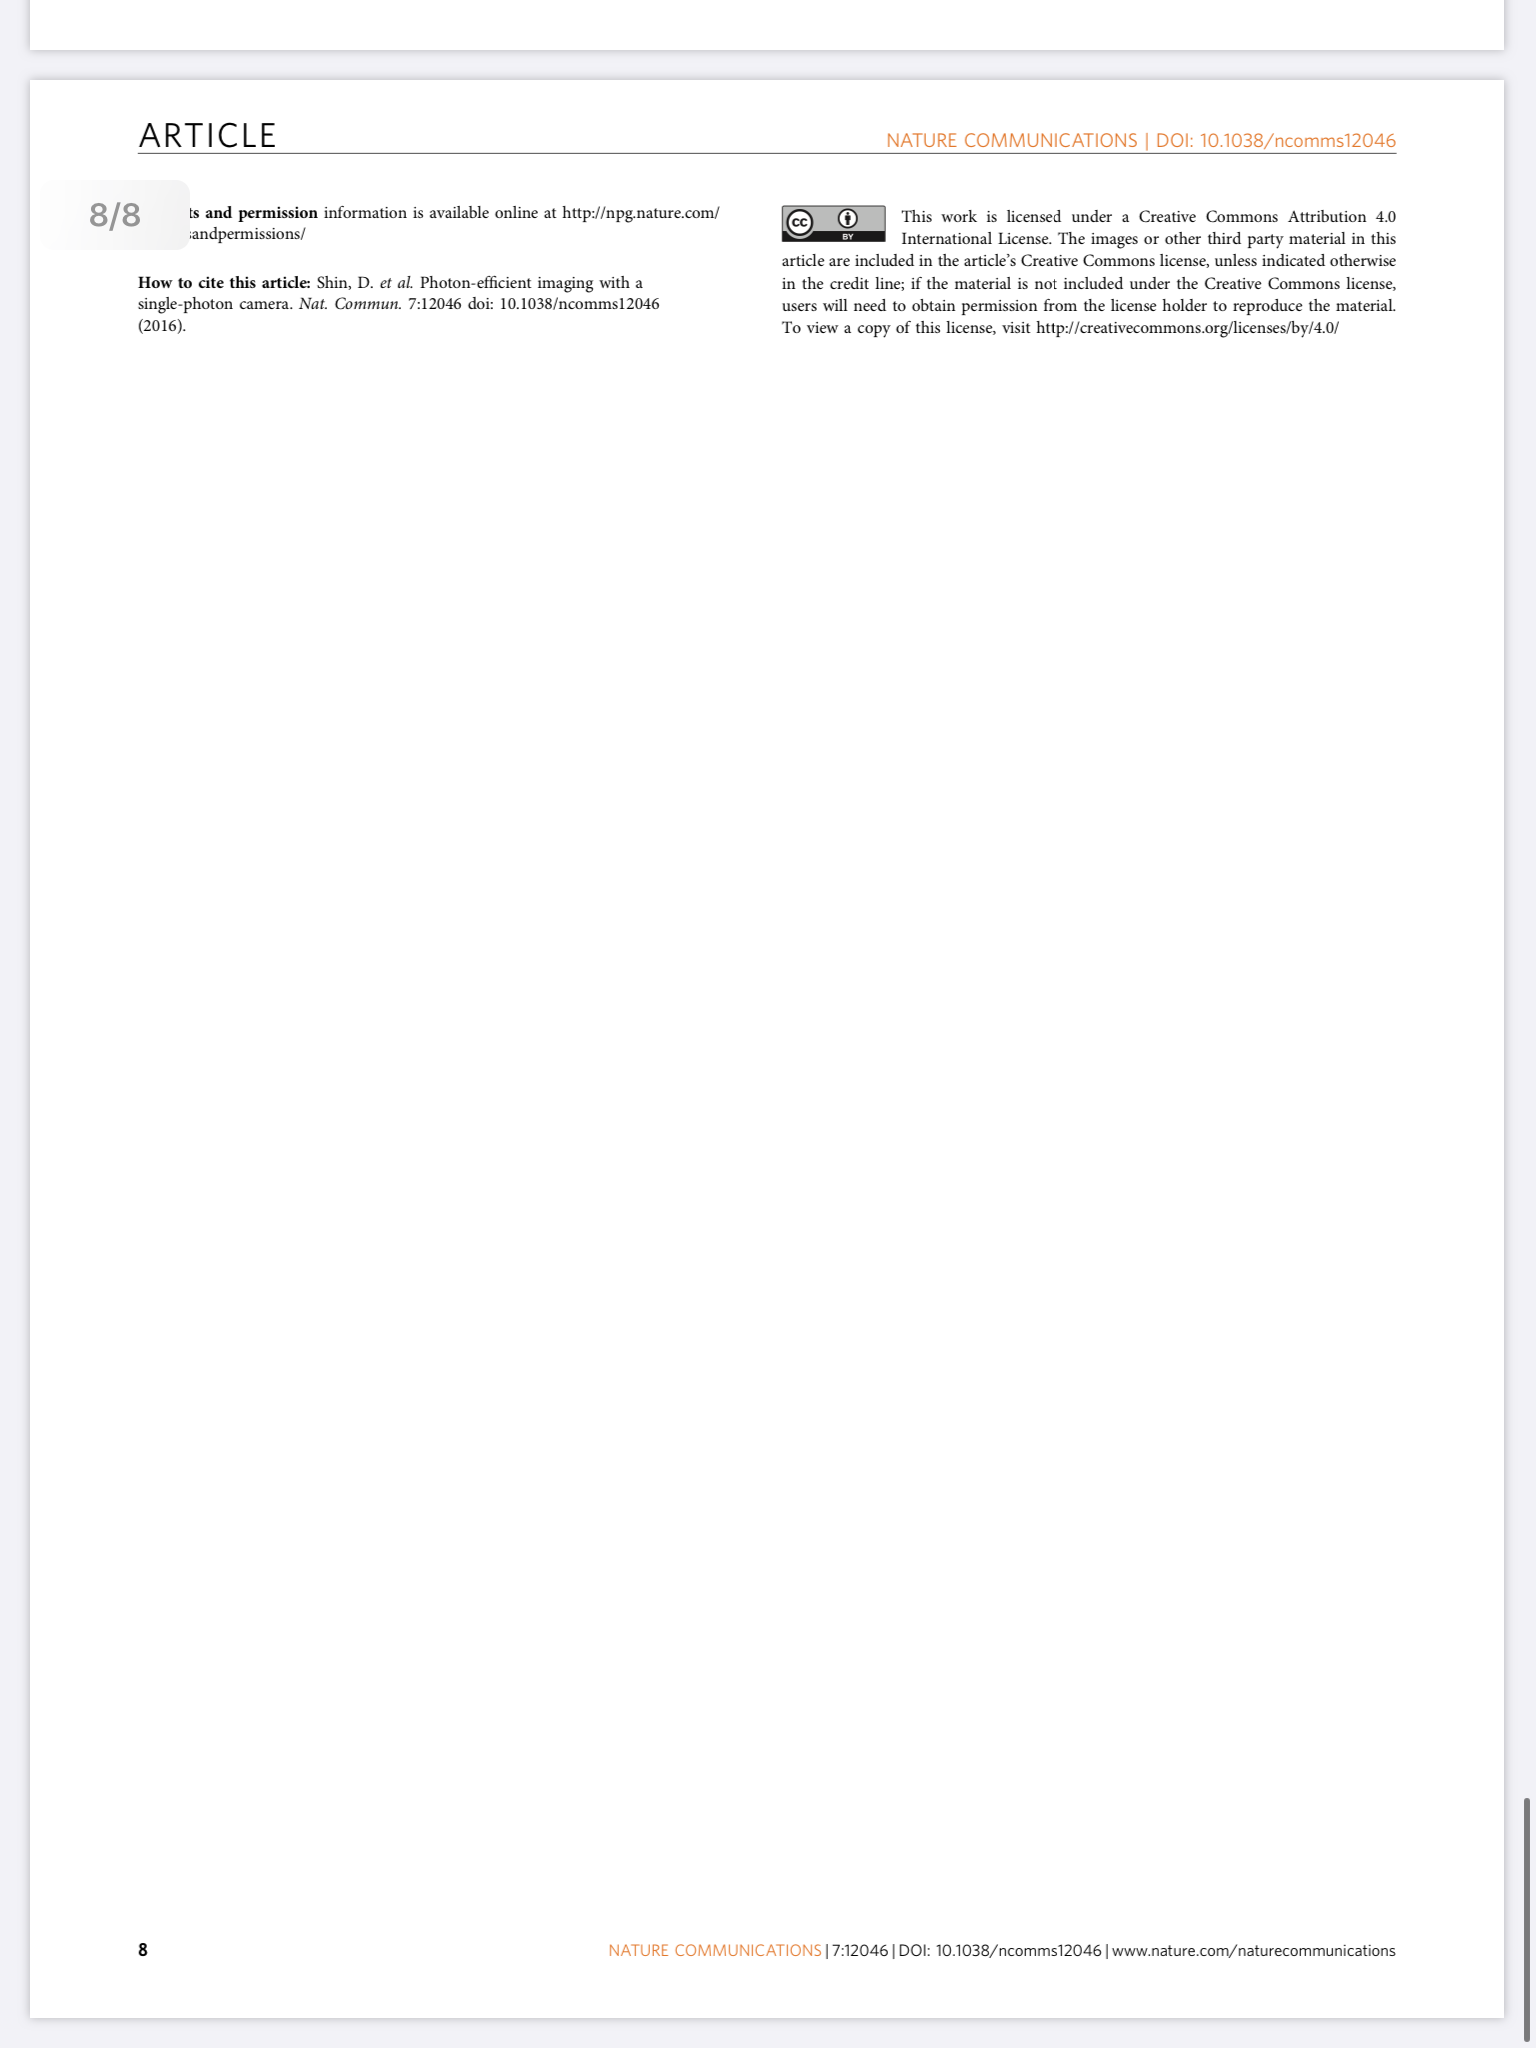 ARTICLE
NATURE COMMUNICATIONS | DOI: 10.1038/ncomms12046
8/8
and permission information is available online at http://npg.nature.com/
How to cite this article: Shin, D. et al. Photon-efficient imaging with a
single-photon camera. Nat. Commun. 7:12046 doi: 10.1038/ncomms12046
(2016).
cc
BY
This work is licensed under a Creative Commons Attribution 4.0
International License. The images or other third party material in this
article are included in the article’s Creative Commons license, unless indicated otherwise
in the credit line; if the material is not included under the Creative Commons license,
users will need to obtain permission from the license holder to reproduce the material.
To view a copy of this license, visit http://creativecommons.org/licenses/by/4.0/
8
NATURE COMMUNICATIONS | 7:12046 | DOI: 10.1038/ncomms12046 | www.nature.com/naturecommunications